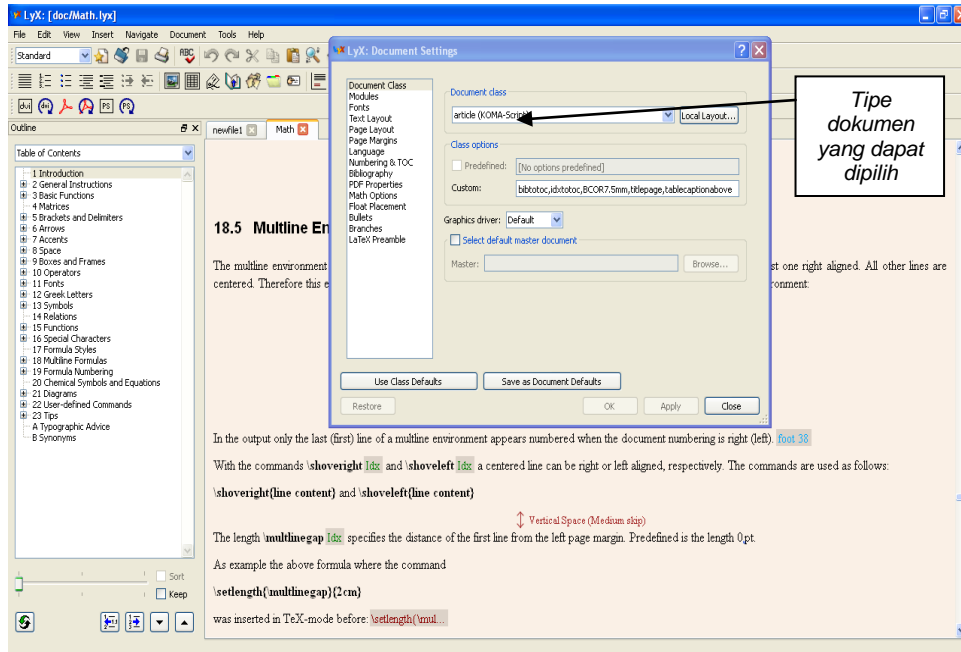 LyX: [doc/Math.lyx]
File Edit View Insert Navigate Document Tools Help
Standard
Outline
Table of Contents
1 Introduction
2 General Instructions
3 Basic Functions
4 Matrices
5 Brackets and Delimiters
6 Arrows
7 Accents
8 Space
9 Boxes and Frames
10 Operators
11 Fonts
12 Greek Letters
13 Symbols
14 Relations
15 Functions
16 Special Characters
17 Formula Styles
18 Multiline Formulas
19 Formula Numbering
20 Chemical Symbols and Equations
21 Diagrams
22 User-defined Commands
23 Tips
A Typographic Advice
B Synonyms
Sort
Keep
newfile1 Math
18.5 Multline En
The multline environment
st one right aligned. All other lines are
centered. Therefore this e
ronment:
LyX: Document Settings
Document Class
Modules
Fonts
Text Layout
Page Layout
Page Margins
Language
Numbering & TOC
Bibliography
PDF Properties
Math Options
Float Placement
Bullets
Branches
LaTeX Preamble
Document class
article (KOMA-Script)
Local Layout...
Class options
Predefined: [No options predefined]
Custom: bibtotoc,idxtotoc,BCOR7.5mm,titlepage,tablecaptionabove
Graphics driver: Default
Select default master document
Master: Browse...
Use Class Defaults Save as Document Defaults
Restore OK Apply Close
Tipe
dokumen
yang dapat
dipilih
In the output only the last (first) line of a multline environment appears numbered when the document numbering is right (left). foot 38
With the commands \shoveright Idx and \shoveleft Idx a centered line can be right or left aligned, respectively. The commands are used as follows:
\shoveright{line content} and \shoveleft{line content}
Vertical Space (Medium skip)
The length \multlinegap Idx specifies the distance of the first line from the left page margin. Predefined is the length 0pt.
As example the above formula where the command
\setlength{\multlinegap}{2cm}
was inserted in TeX-mode before: \setlength{\mul...